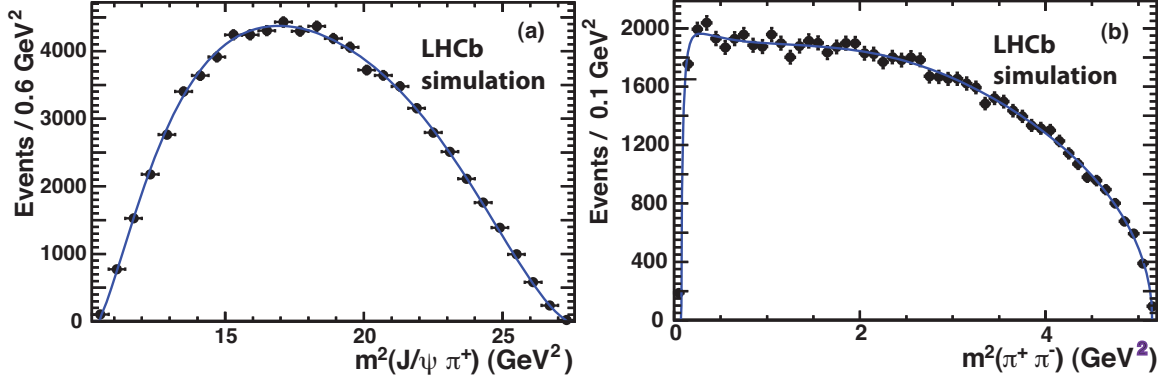 Events / 0.6 GeV²
4000
3000
2000
1000
0
15
20
25
m²(J/ψ π⁺) (GeV²)
LHCb
simulation
(a)
Events / 0.1 GeV²
2000
1600
1200
800
400
0
0
2
4
m²(π⁺ π⁻) (GeV²)
LHCb
simulation
(b)